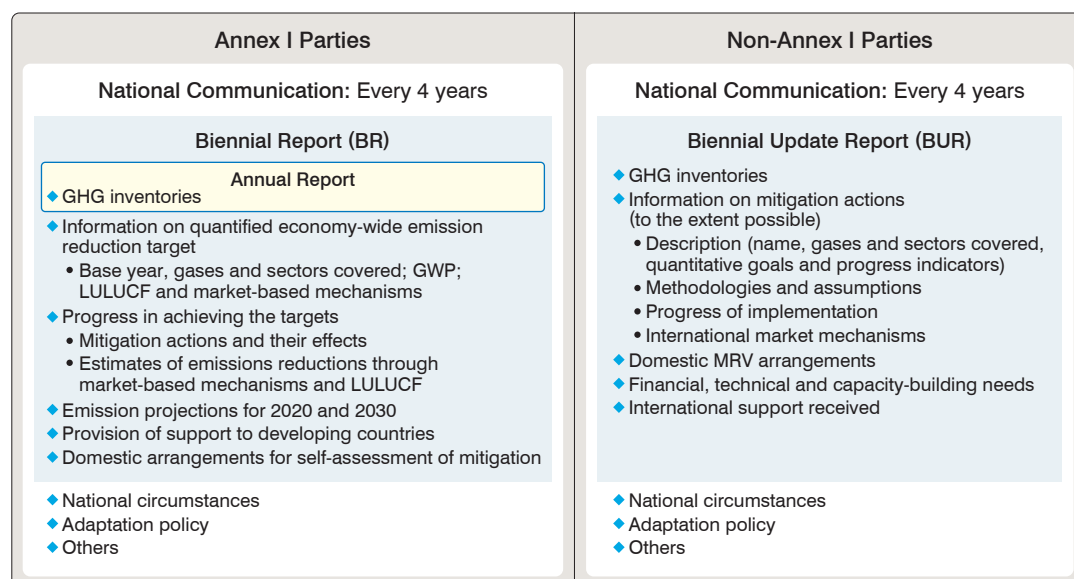 Annex I Parties
National Communication: Every 4 years
Biennial Report (BR)
Annual Report
◆ GHG inventories
◆ Information on quantified economy-wide emission
reduction target
• Base year, gases and sectors covered; GWP;
LULUCF and market-based mechanisms
◆ Progress in achieving the targets
• Mitigation actions and their effects
• Estimates of emissions reductions through
market-based mechanisms and LULUCF
◆ Emission projections for 2020 and 2030
◆ Provision of support to developing countries
◆ Domestic arrangements for self-assessment of mitigation
◆ National circumstances
◆ Adaptation policy
◆ Others
Non-Annex I Parties
National Communication: Every 4 years
Biennial Update Report (BUR)
◆ GHG inventories
◆ Information on mitigation actions
(to the extent possible)
• Description (name, gases and sectors covered,
quantitative goals and progress indicators)
• Methodologies and assumptions
• Progress of implementation
• International market mechanisms
◆ Domestic MRV arrangements
◆ Financial, technical and capacity-building needs
◆ International support received
◆ National circumstances
◆ Adaptation policy
◆ Others